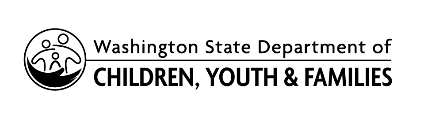 Washington State Department of
CHILDREN, YOUTH & FAMILIES